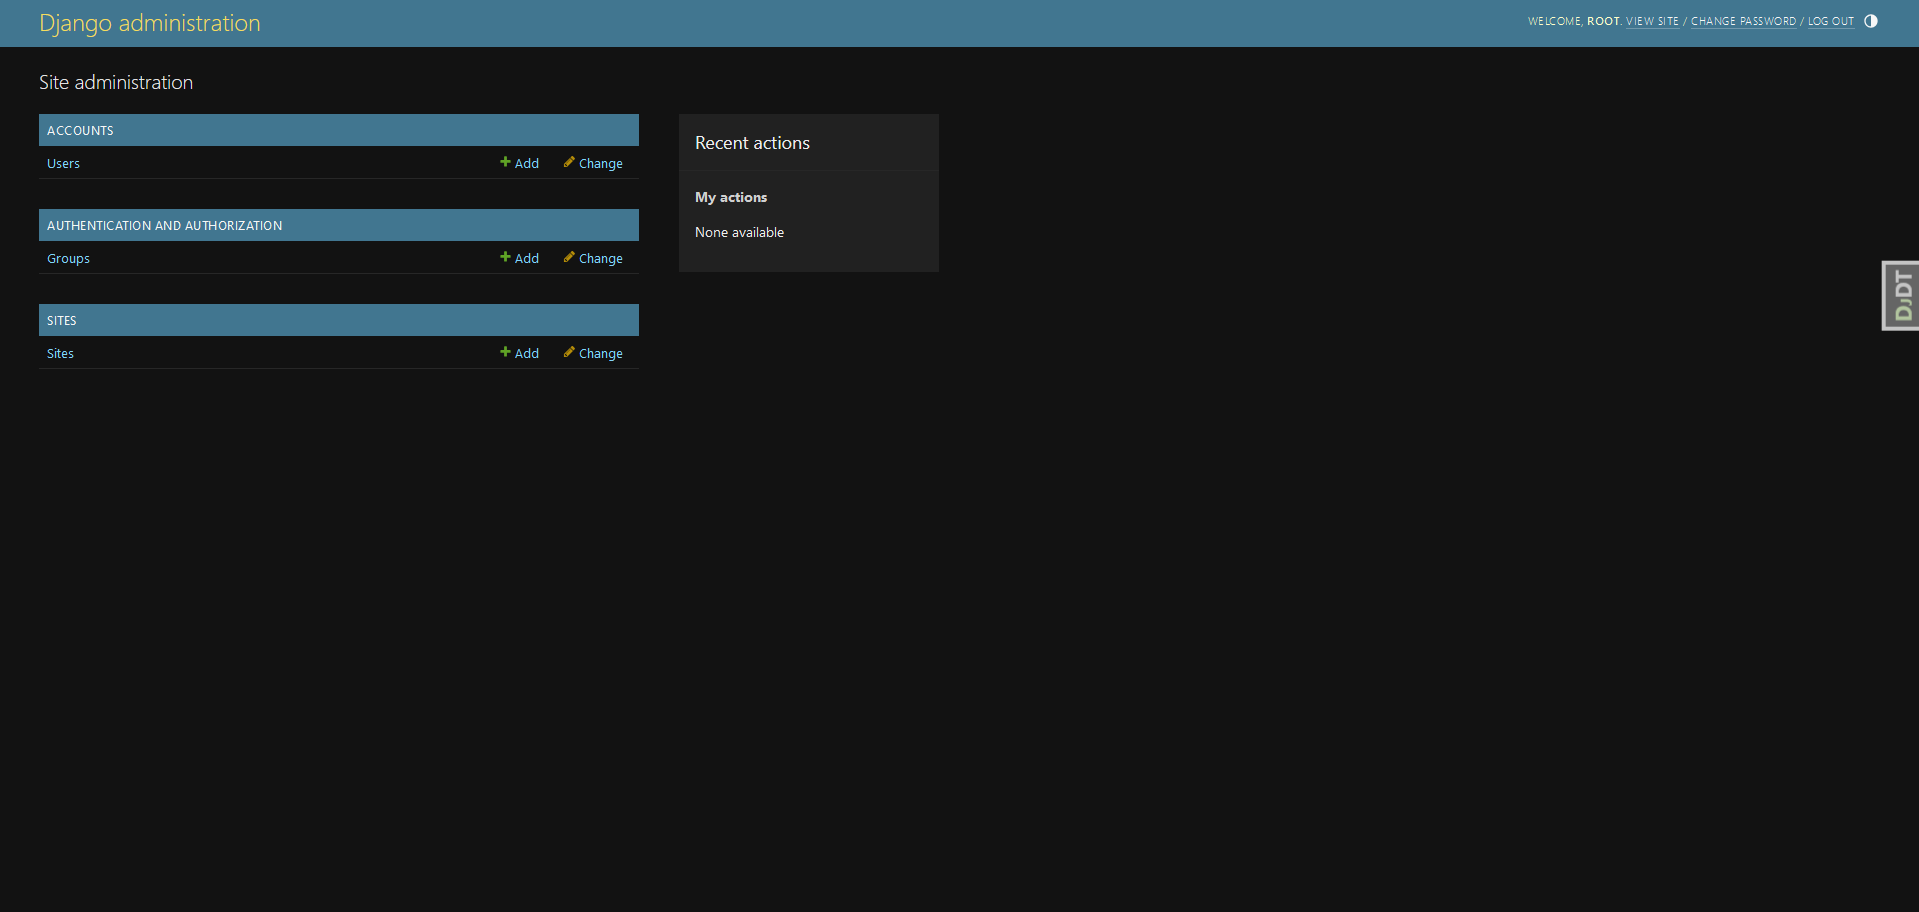 Django administration
WELCOME, ROOT. VIEW SITE / CHANGE PASSWORD / LOG OUT
Site administration
ACCOUNTS
Users Add Change
AUTHENTICATION AND AUTHORIZATION
Groups Add Change
SITES
Sites Add Change
Recent actions
My actions
None available
DJDT